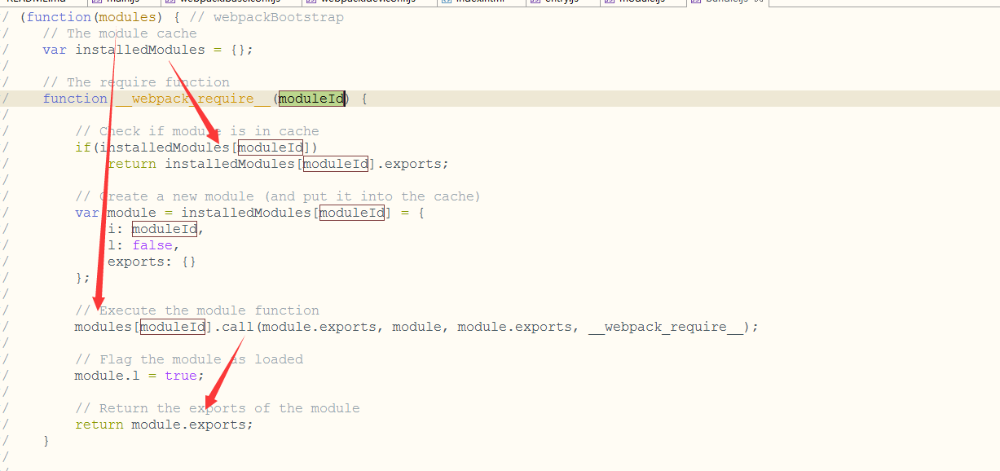 / (function(modules) { // webpackBootstrap
/ // The module cache
/ var installedModules = {};
/
/ // The require function
/ function __webpack_require__(moduleId) {
/
/ // Check if module is in cache
/ if(installedModules[moduleId])
/ return installedModules[moduleId].exports;
/
/ // Create a new module (and put it into the cache)
/ var module = installedModules[moduleId] = {
/ i: moduleId,
/ l: false,
/ exports: {}
/ };
/
/ // Execute the module function
/ modules[moduleId].call(module.exports, module, module.exports, __webpack_require__);
/
/ // Flag the module as loaded
/ module.l = true;
/
/ // Return the exports of the module
/ return module.exports;
/ }
/